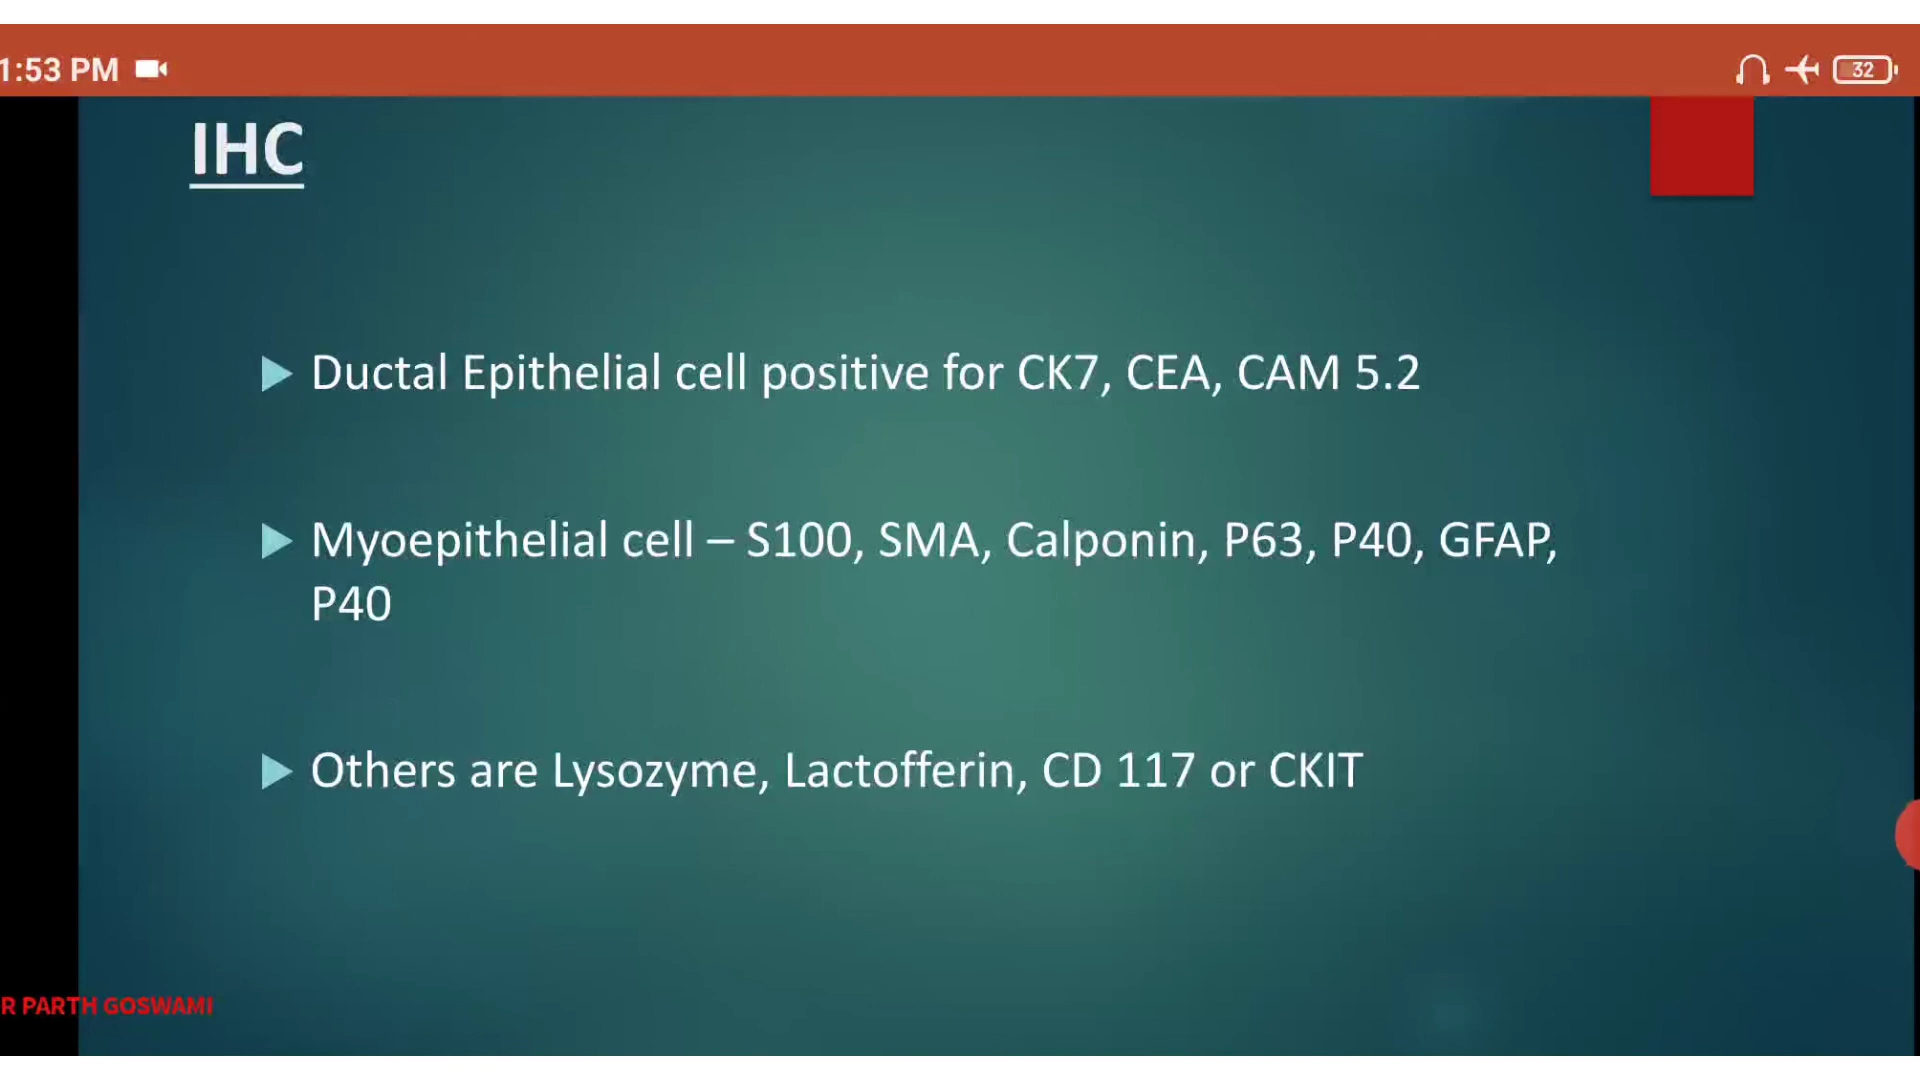 1:53 PM
32
IHC
Ductal Epithelial cell positive for CK7, CEA, CAM 5.2
Myoepithelial cell – S100, SMA, Calponin, P63, P40, GFAP,
P40
Others are Lysozyme, Lactofferin, CD 117 or CKIT
R PARTH GOSWAMI